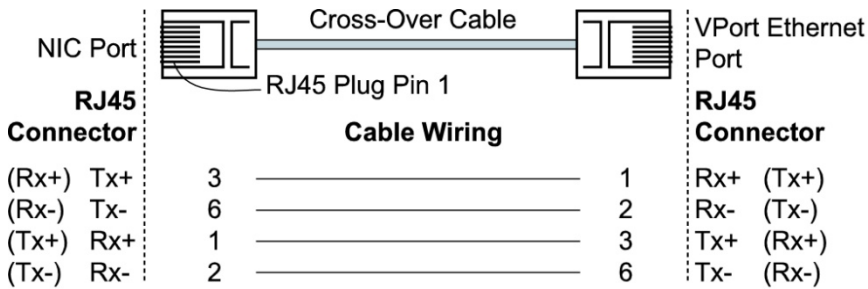 Cross-Over Cable
NIC Port
VPort Ethernet
Port
RJ45 Plug Pin 1
RJ45
Connector
Cable Wiring
RJ45
Connector
(Rx+) Tx+ 3 1 Rx+ (Tx+)
(Rx-) Tx- 6 2 Rx- (Tx-)
(Tx+) Rx+ 1 3 Tx+ (Rx+)
(Tx-) Rx- 2 6 Tx- (Rx-)